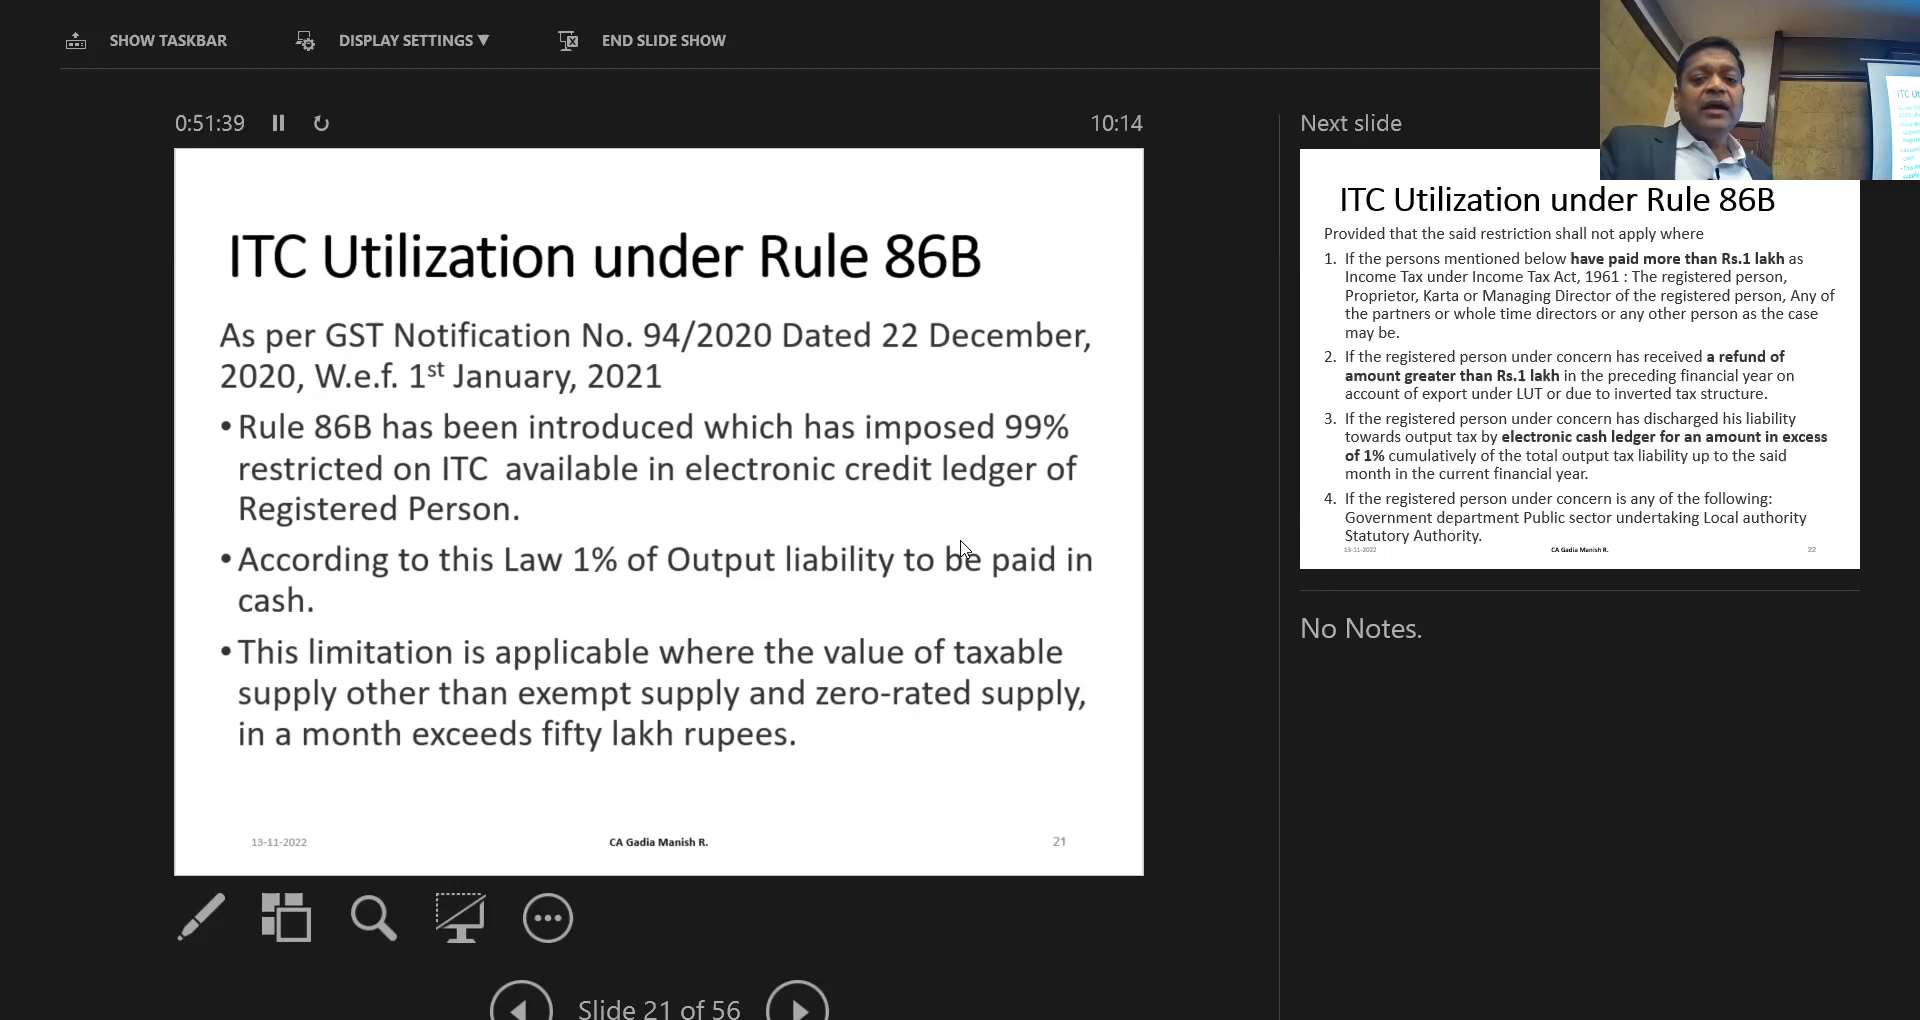 SHOW TASKBAR
DISPLAY SETTINGS ▼
END SLIDE SHOW
0:51:39
10:14
ITC Utilization under Rule 86B
As per GST Notification No. 94/2020 Dated 22 December,
2020, W.e.f. 1st January, 2021
• Rule 86B has been introduced which has imposed 99%
restricted on ITC available in electronic credit ledger of
Registered Person.
• According to this Law 1% of Output liability to be paid in
cash.
• This limitation is applicable where the value of taxable
supply other than exempt supply and zero-rated supply,
in a month exceeds fifty lakh rupees.
13-11-2022
CA Gadia Manish R.
21
Slide 21 of 56
Next slide
ITC Utilization under Rule 86B
Provided that the said restriction shall not apply where
1. If the persons mentioned below have paid more than Rs.1 lakh as
Income Tax under Income Tax Act, 1961 : The registered person,
Proprietor, Karta or Managing Director of the registered person, Any of
the partners or whole time directors or any other person as the case
may be.
2. If the registered person under concern has received a refund of
amount greater than Rs.1 lakh in the preceding financial year on
account of export under LUT or due to inverted tax structure.
3. If the registered person under concern has discharged his liability
towards output tax by electronic cash ledger for an amount in excess
of 1% cumulatively of the total output tax liability up to the said
month in the current financial year.
4. If the registered person under concern is any of the following:
Government department Public sector undertaking Local authority
Statutory Authority.
13-11-2022
CA Gadia Manish R.
22
No Notes.